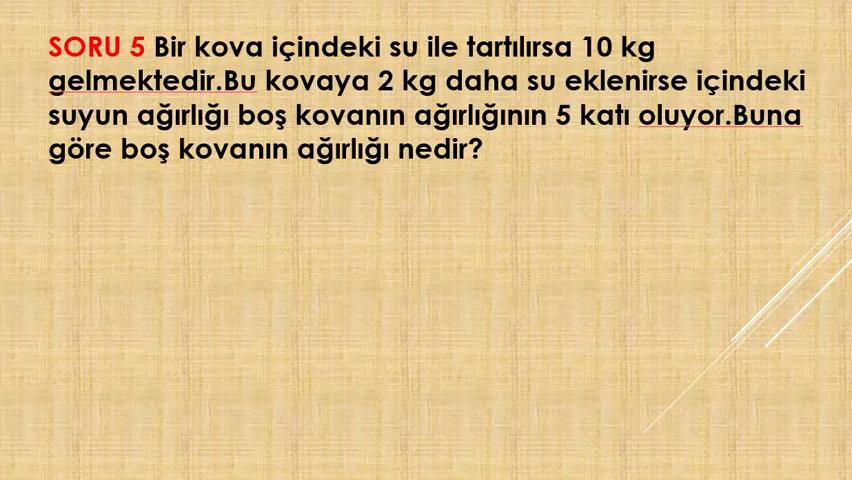 SORU 5 Bir kova içindeki su ile tartılırsa 10 kg
gelmektedir.Bu kovaya 2 kg daha su eklenirse içindeki
suyun ağırlığı boş kovanın ağırlığının 5 katı oluyor.Buna
göre boş kovanın ağırlığı nedir?